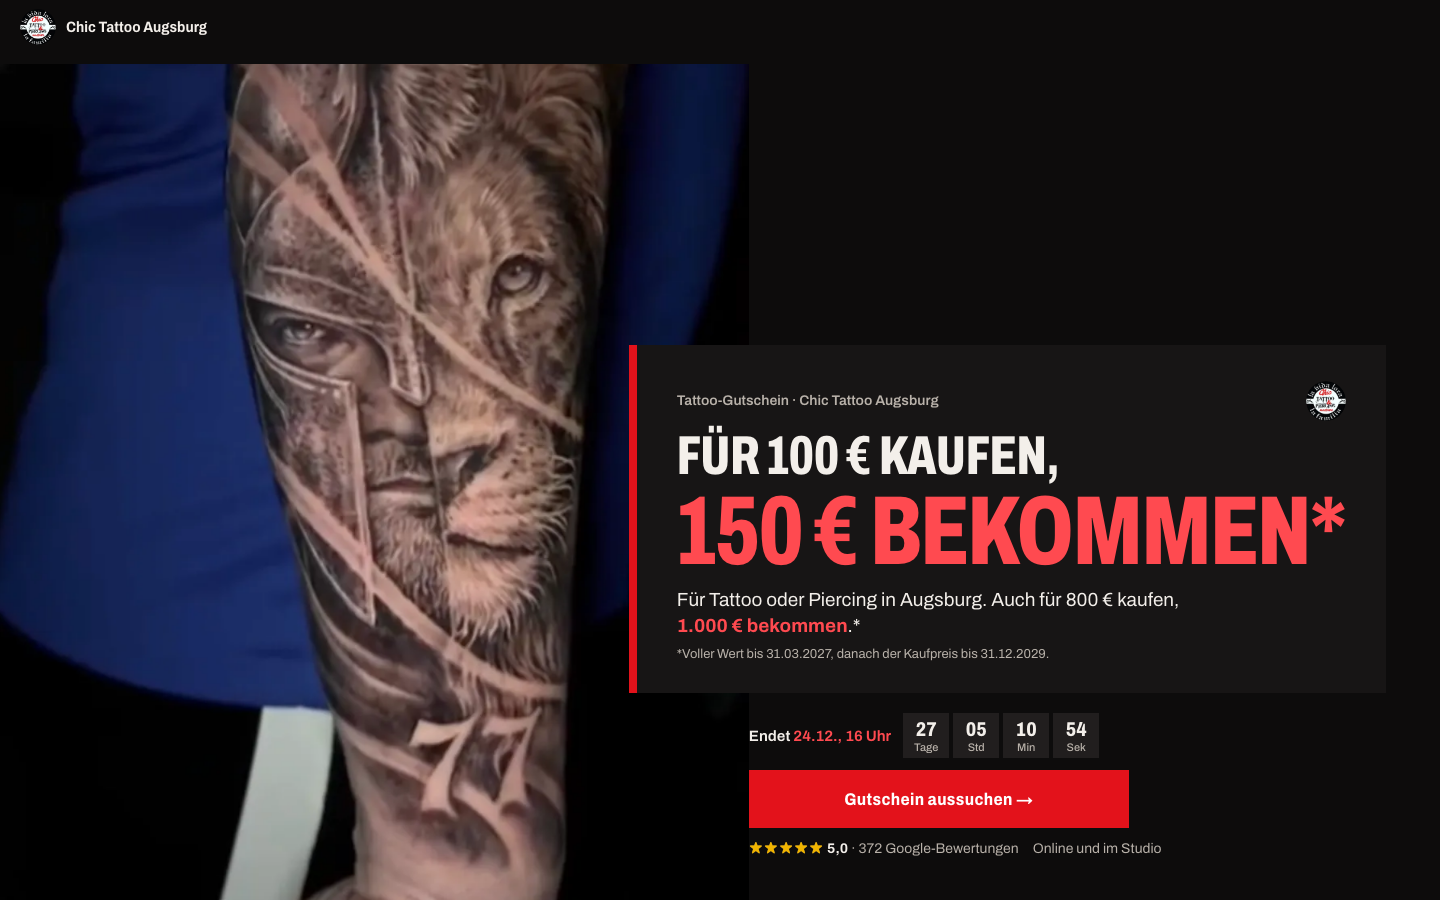 Chic Tattoo Augsburg
Tattoo-Gutschein · Chic Tattoo Augsburg
FÜR 100 € KAUFEN,
150 € BEKOMMEN*
Für Tattoo oder Piercing in Augsburg. Auch für 800 € kaufen,
1.000 € bekommen.*
*Voller Wert bis 31.03.2027, danach der Kaufpreis bis 31.12.2029.
Endet 24.12., 16 Uhr
27 05 10 54
Tage Std Min Sek
Gutschein aussuchen →
5,0 · 372 Google-Bewertungen Online und im Studio
77